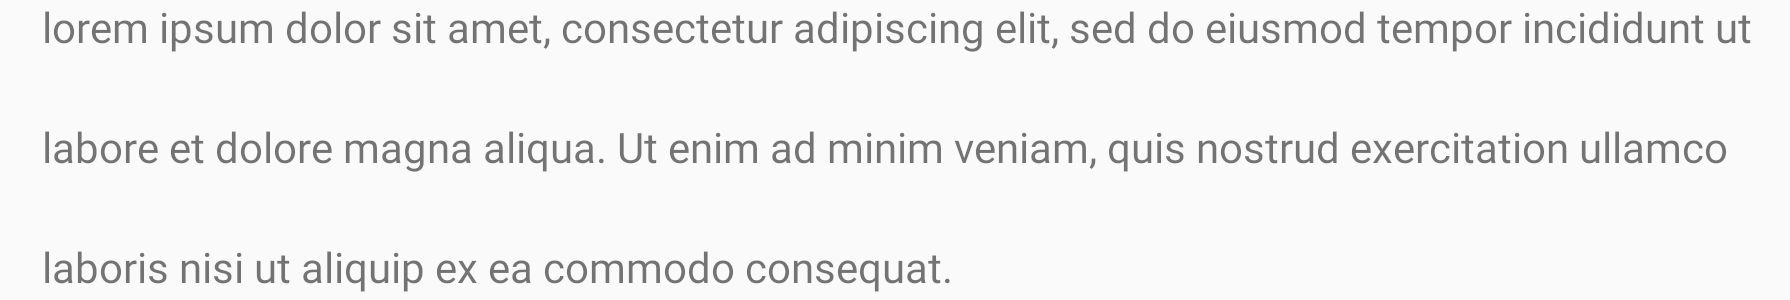 lorem ipsum dolor sit amet, consectetur adipiscing elit, sed do eiusmod tempor incididunt ut
labore et dolore magna aliqua. Ut enim ad minim veniam, quis nostrud exercitation ullamco
laboris nisi ut aliquip ex ea commodo consequat.